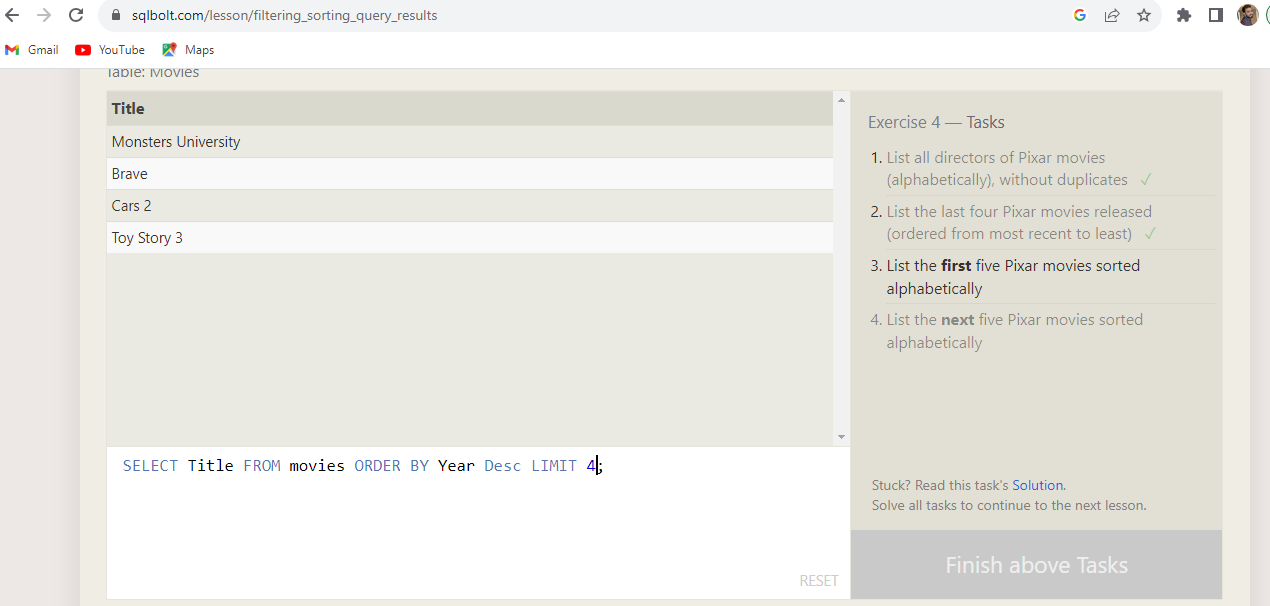 sqlbolt.com/lesson/filtering_sorting_query_results
Gmail YouTube Maps
Table: Movies
Title
Monsters University
Brave
Cars 2
Toy Story 3
SELECT Title FROM movies ORDER BY Year Desc LIMIT 4;
RESET
Exercise 4 — Tasks
1. List all directors of Pixar movies
(alphabetically), without duplicates ✓
2. List the last four Pixar movies released
(ordered from most recent to least) ✓
3. List the first five Pixar movies sorted
alphabetically
4. List the next five Pixar movies sorted
alphabetically
Stuck? Read this task's Solution.
Solve all tasks to continue to the next lesson.
Finish above Tasks